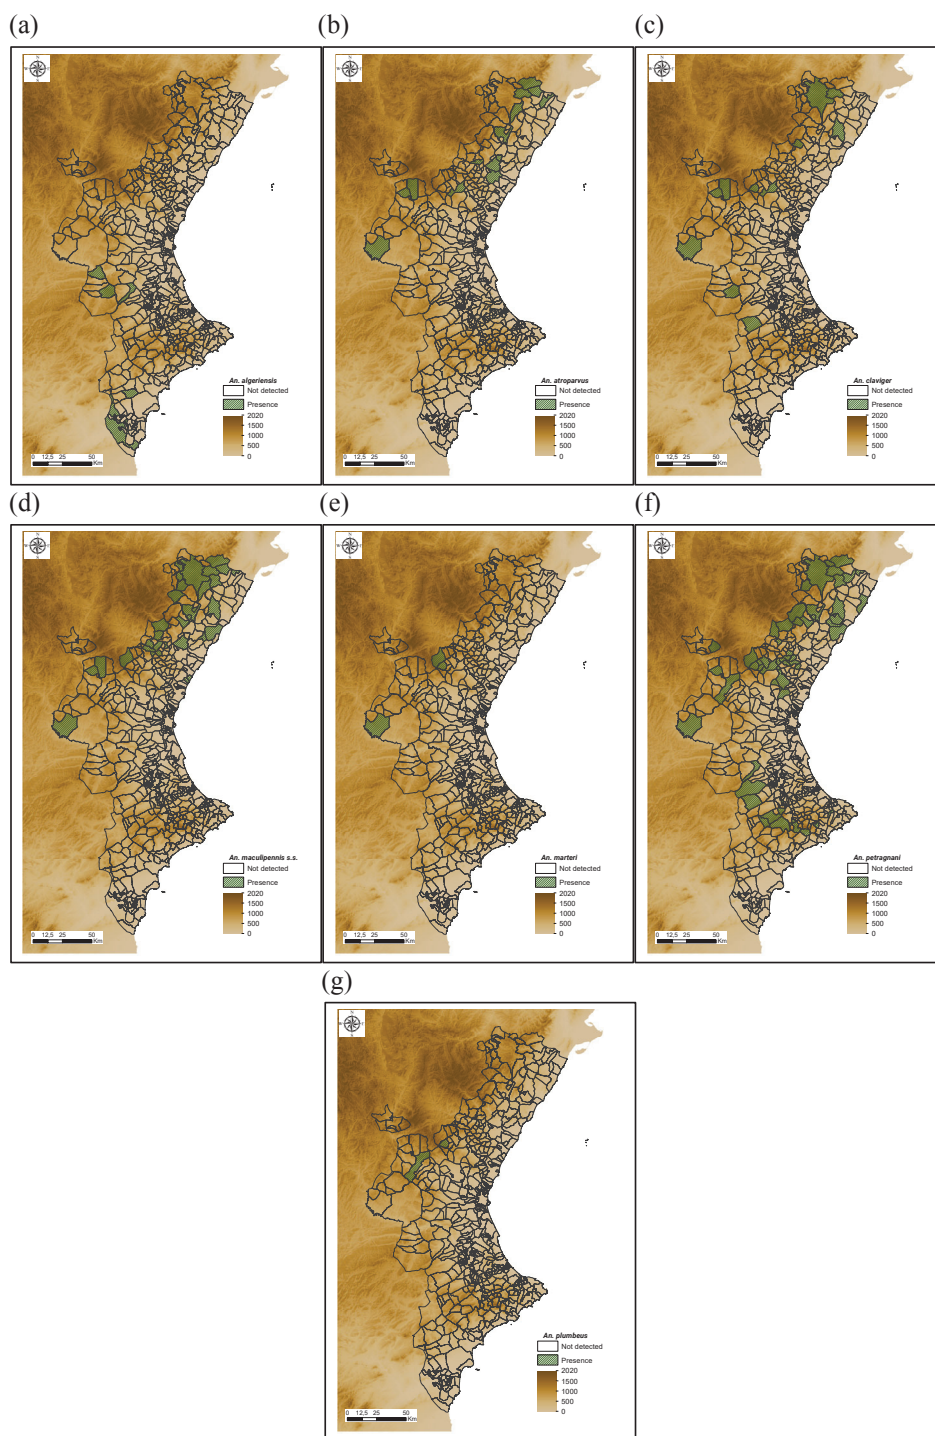 (a)
(b)
(c)
An. algeriensis
Not detected
Presence
2020
1500
1000
500
0
0 12,5 25 50
Km
An. atroparvus
Not detected
Presence
2020
1500
1000
500
0
0 12,5 25 50
Km
An. claviger
Not detected
Presence
2020
1500
1000
500
0
0 12,5 25 50
Km
(d)
(e)
(f)
An. maculipennis s.s.
Not detected
Presence
2020
1500
1000
500
0
0 12,5 25 50
Km
An. marteri
Not detected
Presence
2020
1500
1000
500
0
0 12,5 25 50
Km
An. petragnani
Not detected
Presence
2020
1500
1000
500
0
0 12,5 25 50
Km
(g)
An. plumbeus
Not detected
Presence
2020
1500
1000
500
0
0 12,5 25 50
Km